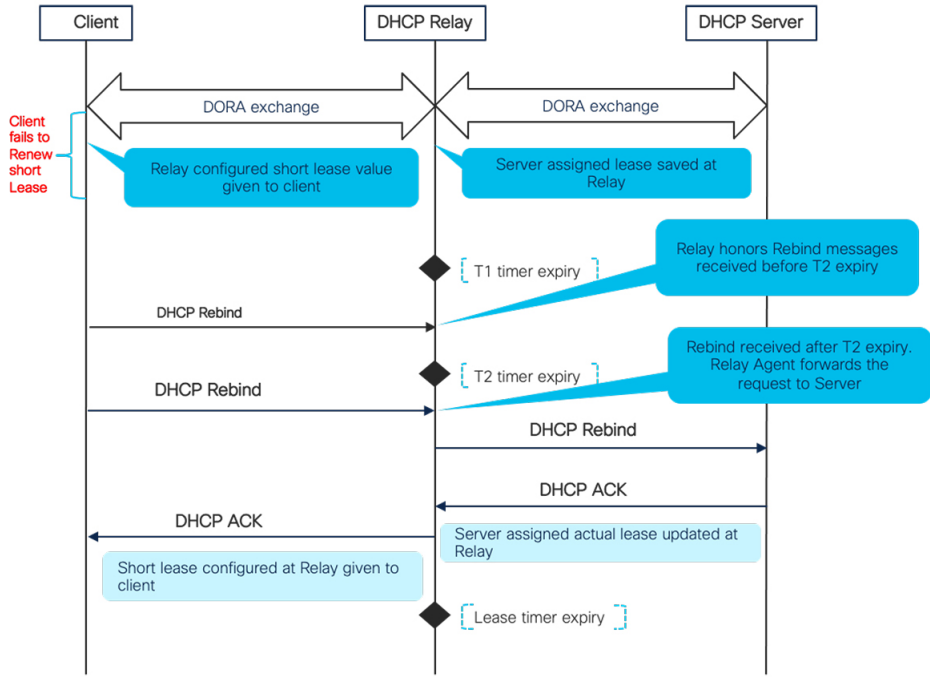 Client
DHCP Relay
DHCP Server
DORA exchange
DORA exchange
Client
fails to
Renew
short
Lease
Relay configured short lease value
given to client
Server assigned lease saved at
Relay
Relay honors Rebind messages
received before T2 expiry
T1 timer expiry
DHCP Rebind
Rebind received after T2 expiry.
Relay Agent forwards the
request to Server
T2 timer expiry
DHCP Rebind
DHCP Rebind
DHCP ACK
DHCP ACK
Server assigned actual lease updated at
Relay
Short lease configured at Relay given to
client
Lease timer expiry